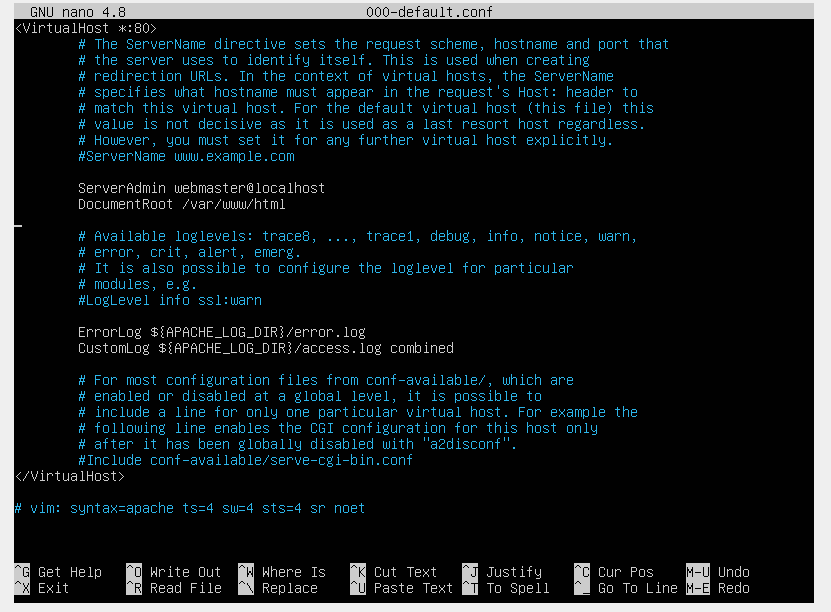 GNU nano 4.8 000-default.conf
<VirtualHost *:80>
# The ServerName directive sets the request scheme, hostname and port that
# the server uses to identify itself. This is used when creating
# redirection URLs. In the context of virtual hosts, the ServerName
# specifies what hostname must appear in the request's Host: header to
# match this virtual host. For the default virtual host (this file) this
# value is not decisive as it is used as a last resort host regardless.
# However, you must set it for any further virtual host explicitly.
#ServerName www.example.com
ServerAdmin webmaster@localhost
DocumentRoot /var/www/html
# Available loglevels: trace8, ..., trace1, debug, info, notice, warn,
# error, crit, alert, emerg.
# It is also possible to configure the loglevel for particular
# modules, e.g.
#LogLevel info ssl:warn
ErrorLog ${APACHE_LOG_DIR}/error.log
CustomLog ${APACHE_LOG_DIR}/access.log combined
# For most configuration files from conf-available/, which are
# enabled or disabled at a global level, it is possible to
# include a line for only one particular virtual host. For example the
# following line enables the CGI configuration for this host only
# after it has been globally disabled with "a2disconf".
#Include conf-available/serve-cgi-bin.conf
</VirtualHost>
# vim: syntax=apache ts=4 sw=4 sts=4 sr noet
^G Get Help ^O Write Out ^W Where Is ^K Cut Text ^J Justify ^C Cur Pos M-U Undo
^X Exit ^R Read File ^\ Replace ^U Paste Text ^T To Spell ^_ Go To Line M-E Redo